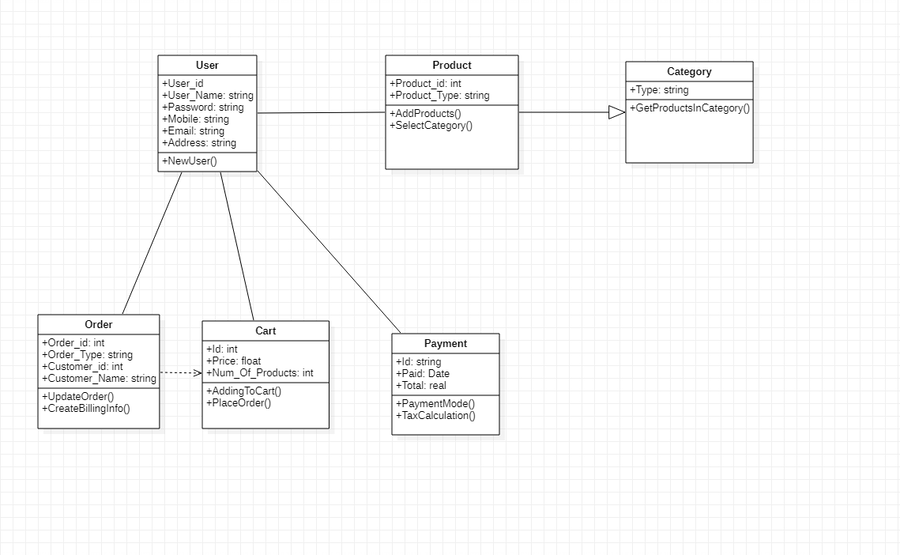 User
+User_id
+User_Name: string
+Password: string
+Mobile: string
+Email: string
+Address: string
+NewUser()
Product
+Product_id: int
+Product_Type: string
+AddProducts()
+SelectCategory()
Category
+Type: string
+GetProductsInCategory()
Order
+Order_id: int
+Order_Type: string
+Customer_id: int
+Customer_Name: string
+UpdateOrder()
+CreateBillingInfo()
Cart
+Id: int
+Price: float
+Num_Of_Products: int
+AddingToCart()
+PlaceOrder()
Payment
+Id: string
+Paid: Date
+Total: real
+PaymentMode()
+TaxCalculation()